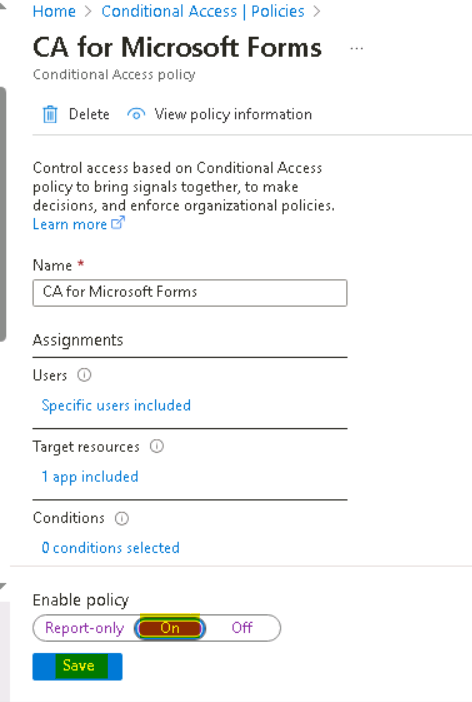 Home > Conditional Access | Policies >
CA for Microsoft Forms ...
Conditional Access policy
Delete View policy information
Control access based on Conditional Access
policy to bring signals together, to make
decisions, and enforce organizational policies.
Learn more
Name *
CA for Microsoft Forms
Assignments
Users
Specific users included
Target resources
1 app included
Conditions
0 conditions selected
Enable policy
Report-only On Off
Save